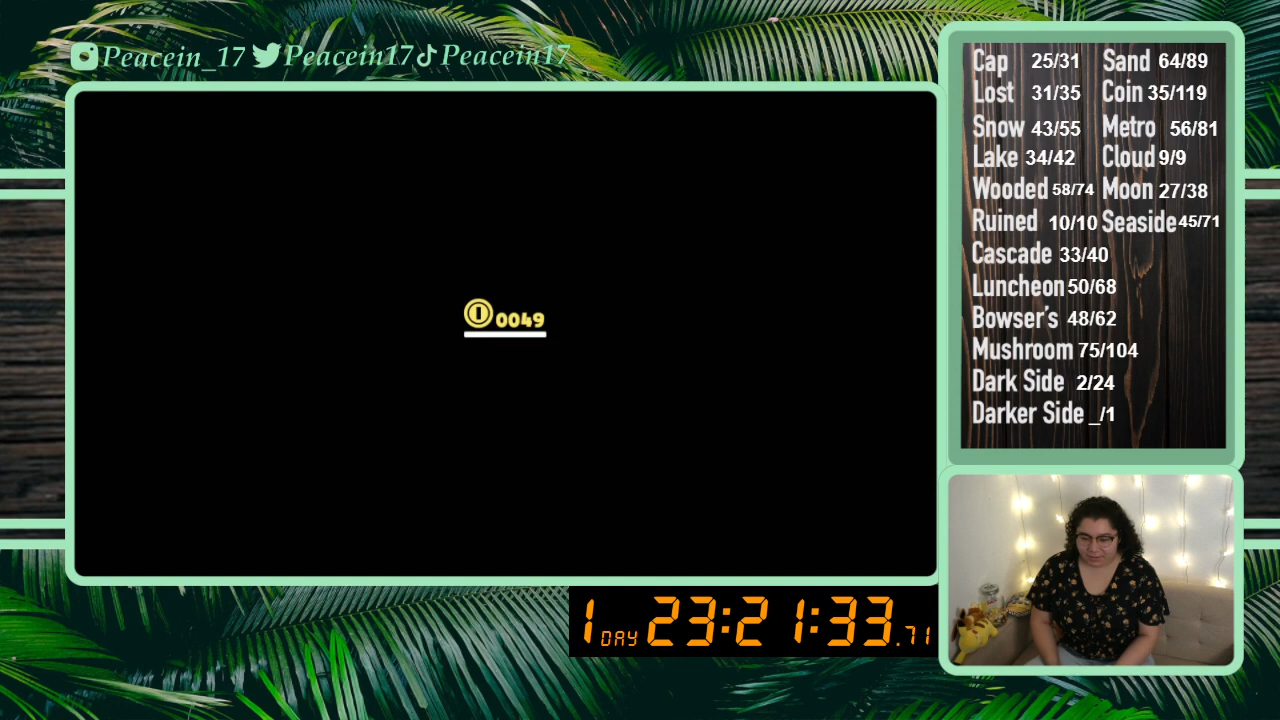 Peacein_17 Peacein17 Peacein17
Cap 25/31 Sand 64/89
Lost 31/35 Coin 35/119
Snow 43/55 Metro 56/81
Lake 34/42 Cloud 9/9
Wooded 58/74 Moon 27/38
Ruined 10/10 Seaside 45/71
Cascade 33/40
Luncheon 50/68
Bowser's 48/62
Mushroom 75/104
Dark Side 2/24
Darker Side _/1
0049
1 DAY 23:21:33.71